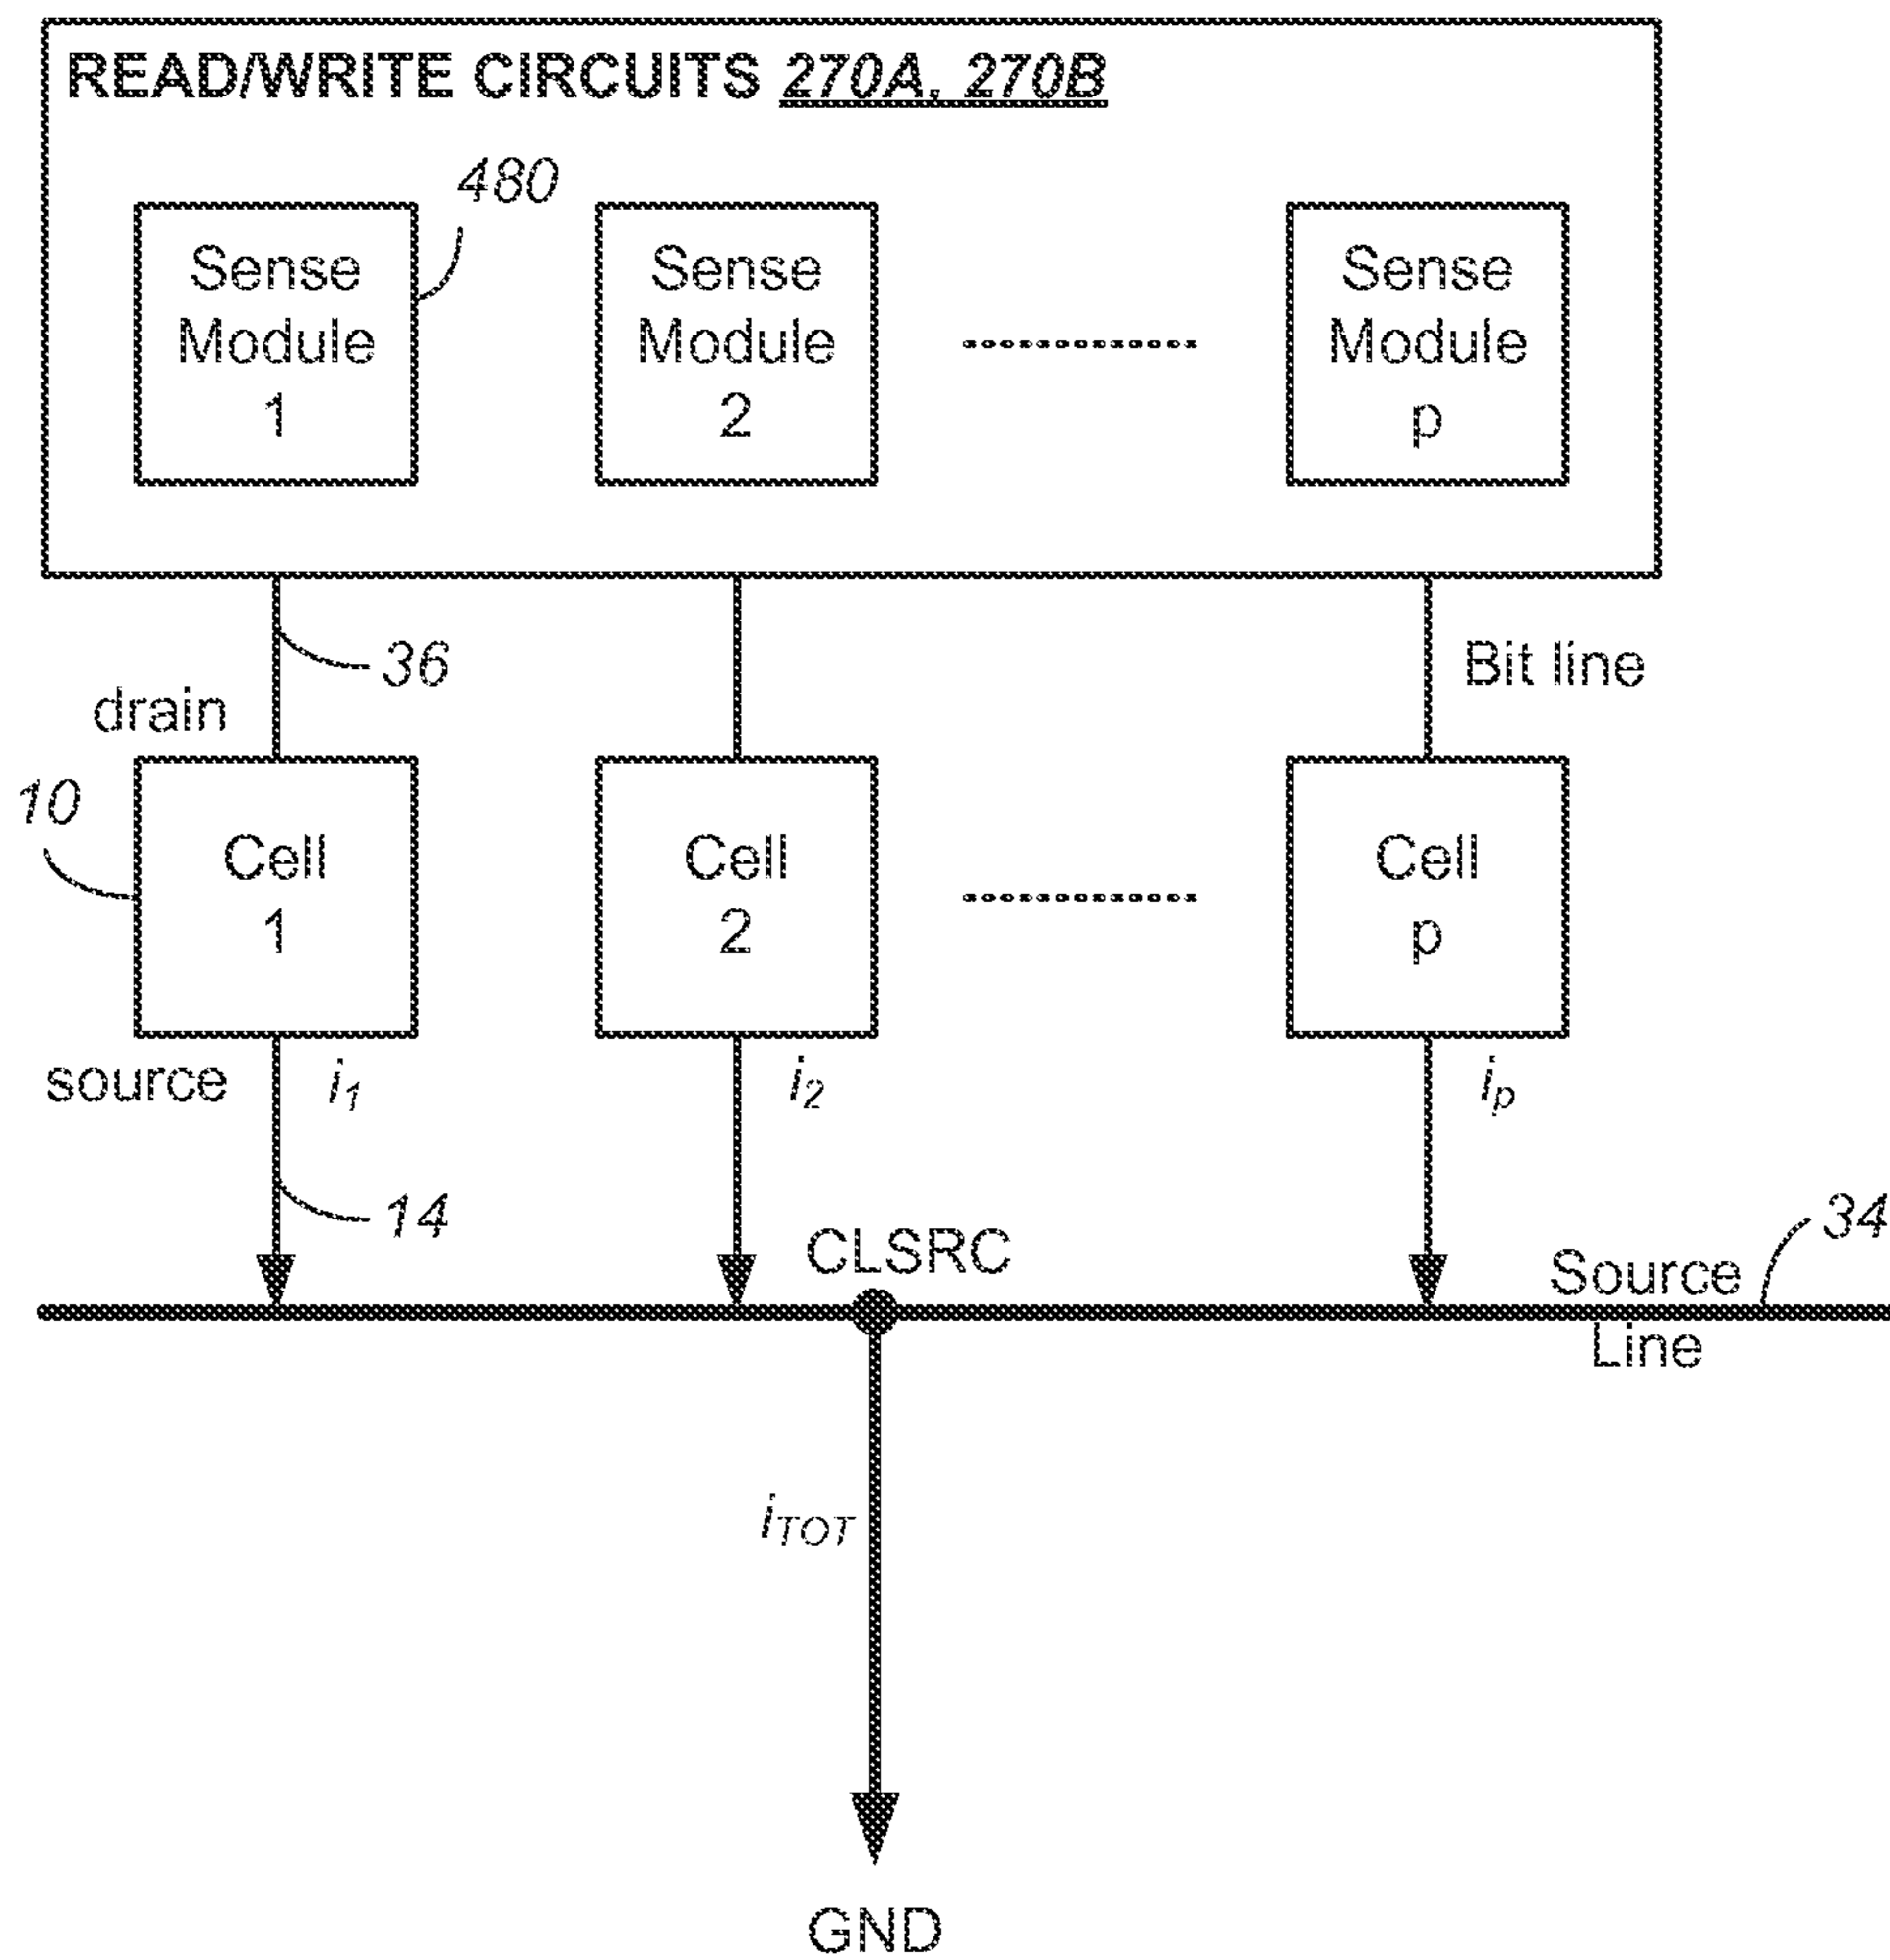 READ/WRITE CIRCUITS 270A, 270B
480
Sense
Module
1
Sense
Module
2
Sense
Module
p
36
Bit line
drain
10
Cell
1
Cell
2
Cell
p
source
i1
i2
ip
14
CLSRC
34
Source
Line
iTOT
GND